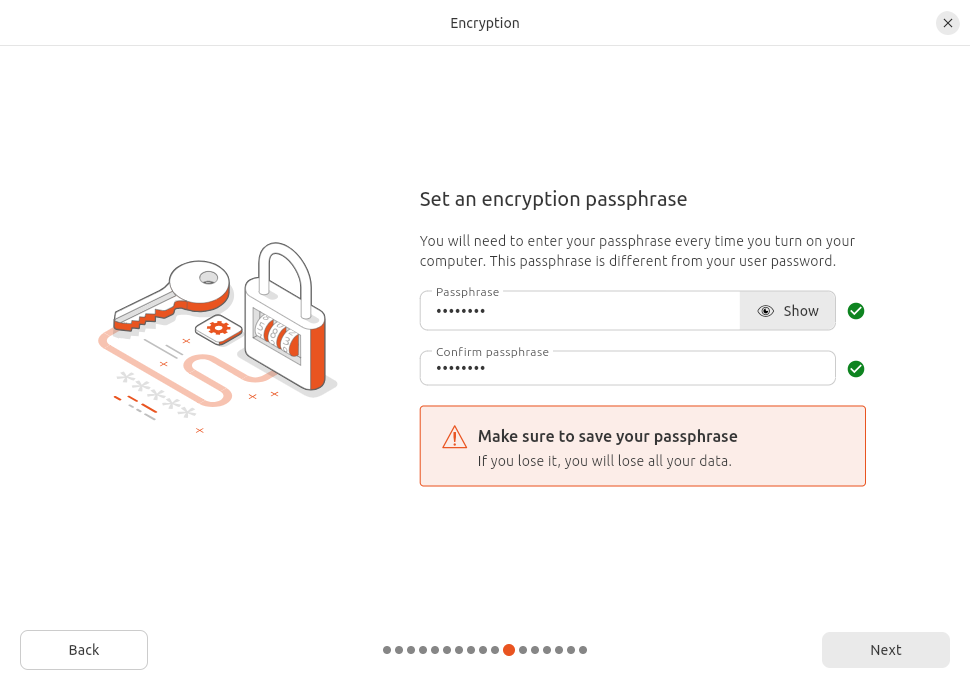 Encryption
Set an encryption passphrase
You will need to enter your passphrase every time you turn on your
computer. This passphrase is different from your user password.
Passphrase
••••••••
Show
Confirm passphrase
••••••••
Make sure to save your passphrase
If you lose it, you will lose all your data.
Back
Next